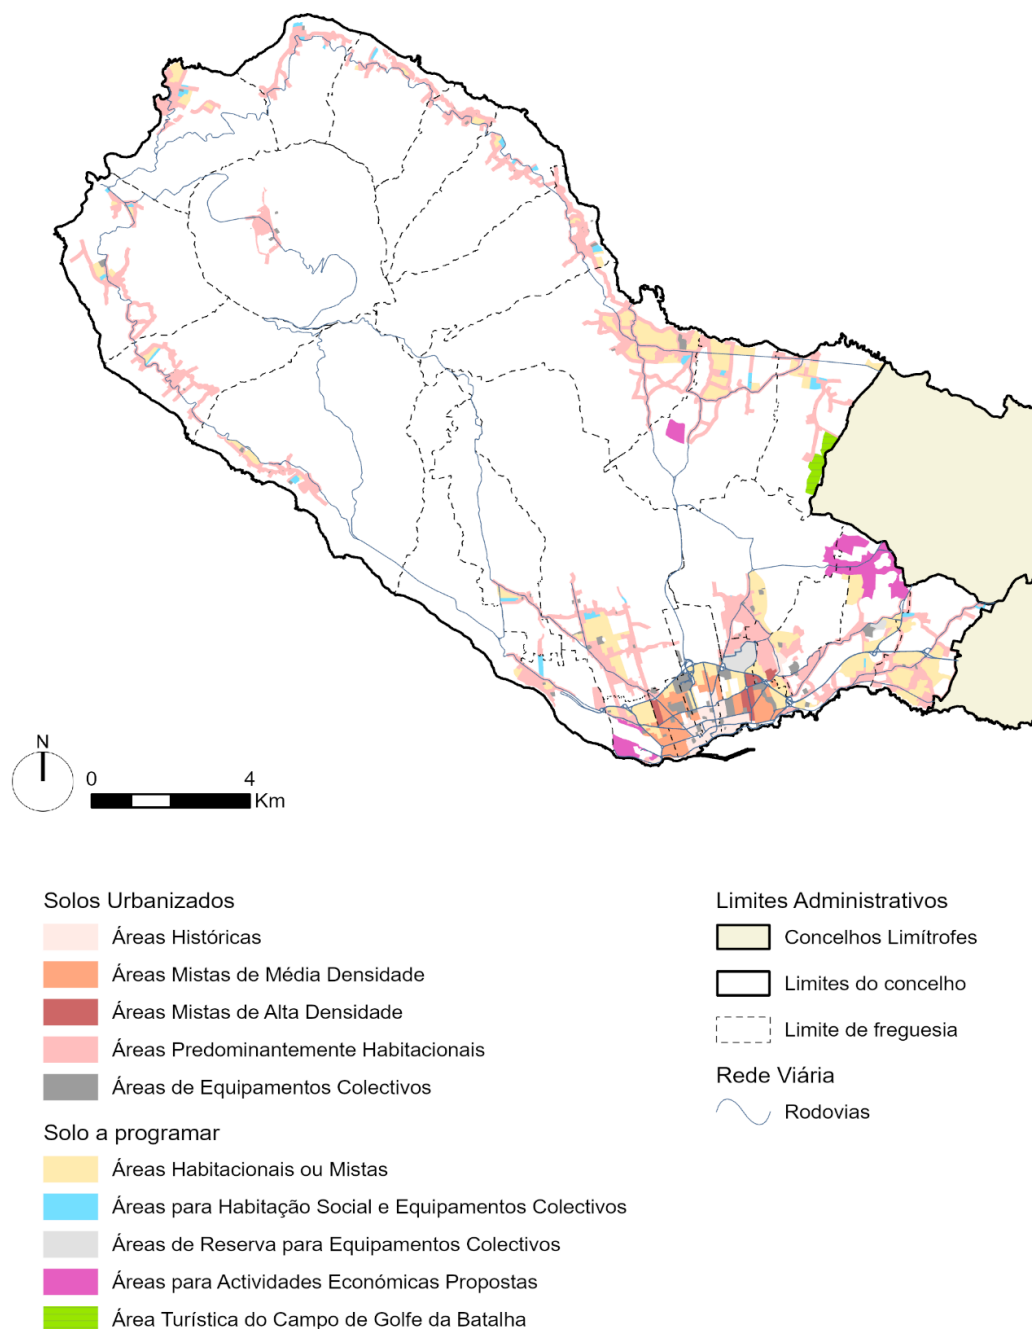 N
0 4
Km
Solos Urbanizados
Áreas Históricas
Áreas Mistas de Média Densidade
Áreas Mistas de Alta Densidade
Áreas Predominantemente Habitacionais
Áreas de Equipamentos Colectivos
Solo a programar
Áreas Habitacionais ou Mistas
Áreas para Habitação Social e Equipamentos Colectivos
Áreas de Reserva para Equipamentos Colectivos
Áreas para Actividades Económicas Propostas
Área Turística do Campo de Golfe da Batalha
Limites Administrativos
Concelhos Limítrofes
Limites do concelho
Limite de freguesia
Rede Viária
Rodovias